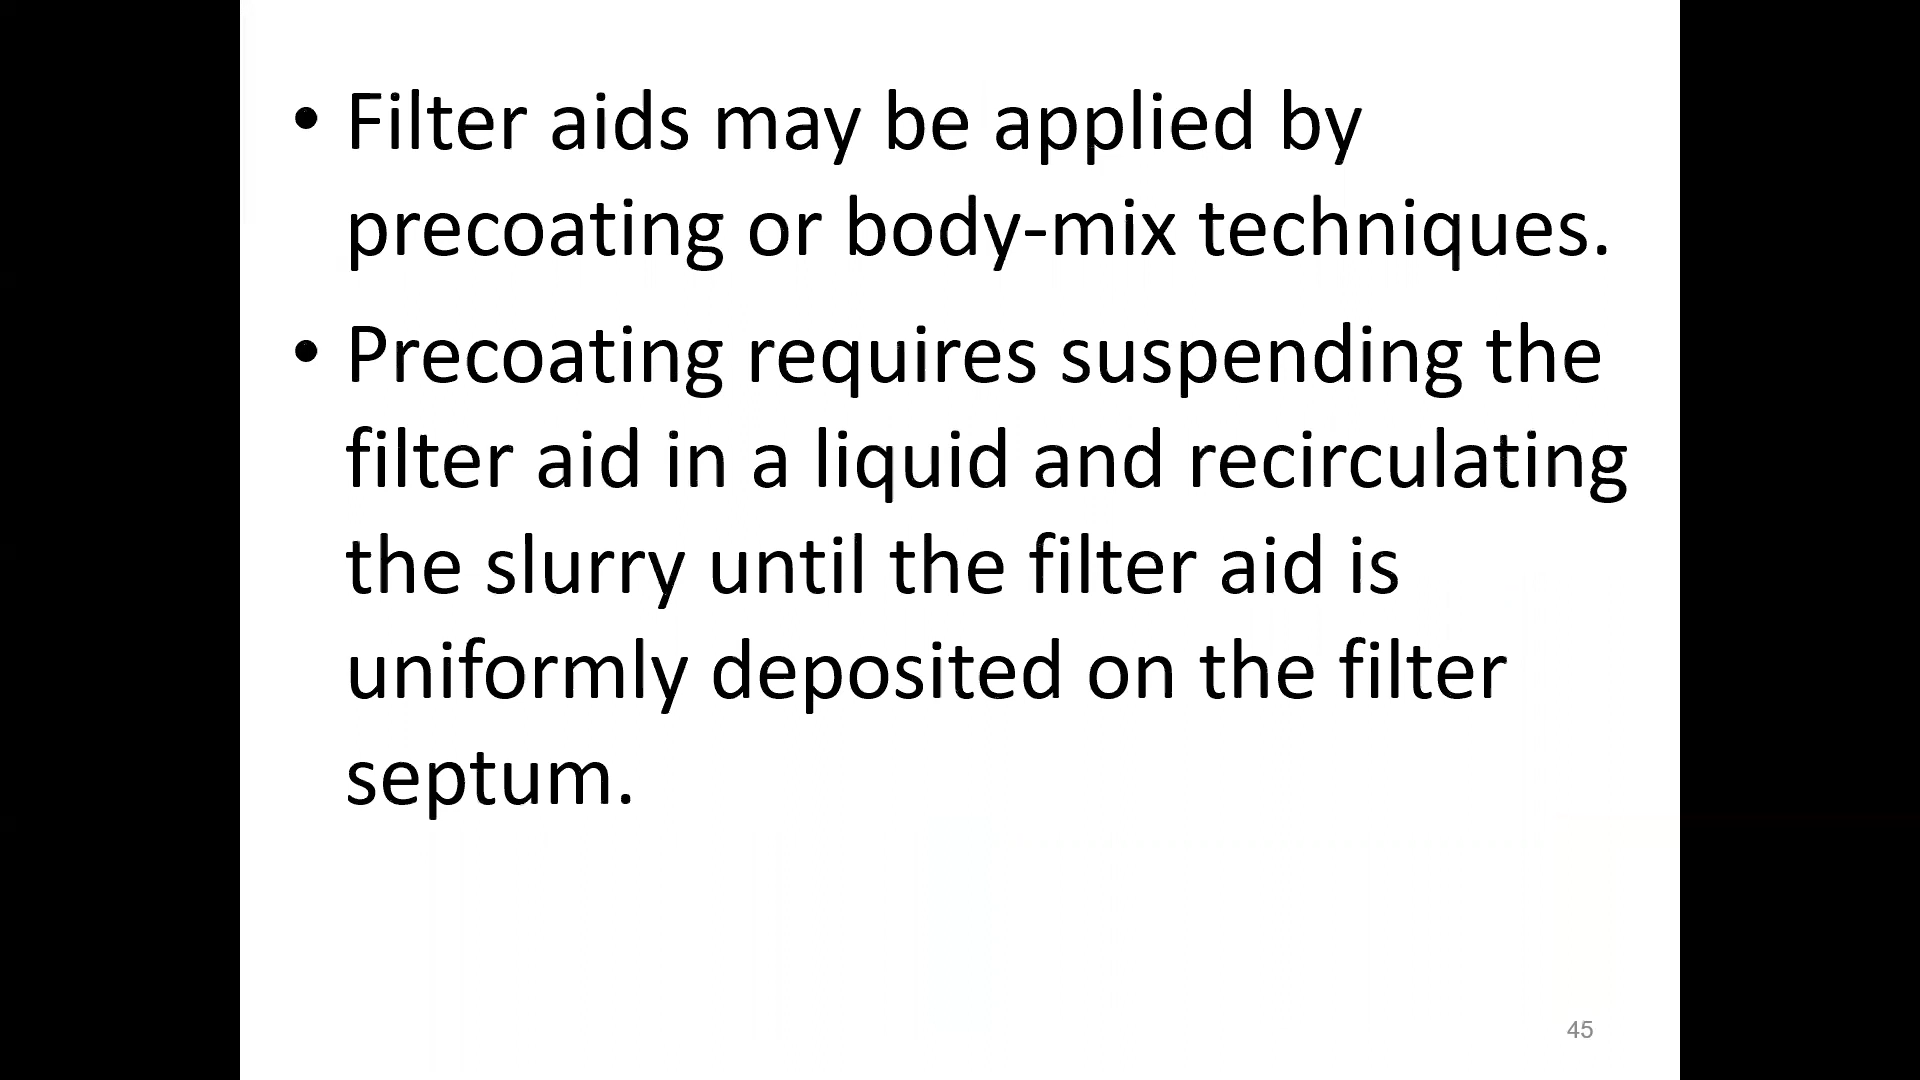 • Filter aids may be applied by
precoating or body-mix techniques.
• Precoating requires suspending the
filter aid in a liquid and recirculating
the slurry until the filter aid is
uniformly deposited on the filter
septum.
45